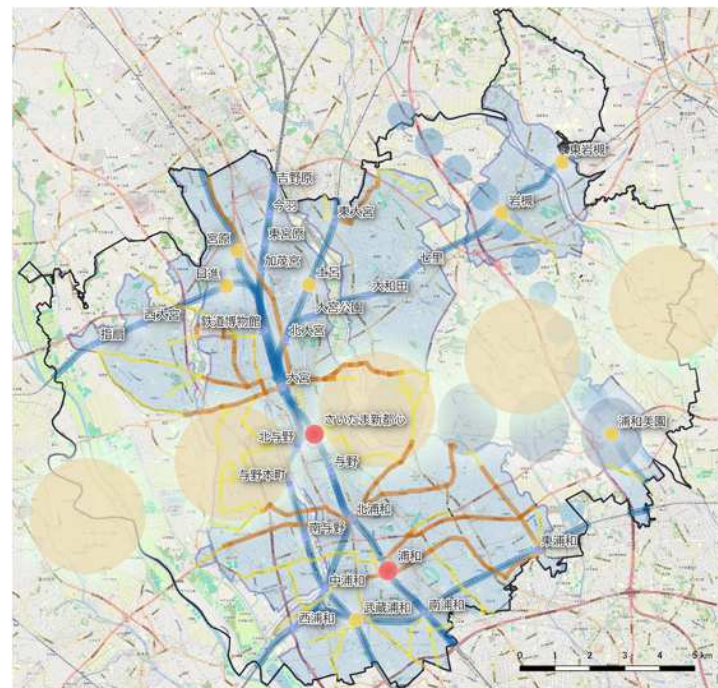 東岩槻
吉野原
今羽
東大宮
岩槻
東宮原
宮原
七里
加茂宮
土呂
日進
大和田
大宮公園
西大宮
鉄道博物館
北大宮
指扇
大宮
さいたま新都心
浦和美園
北与野
与野
与野本町
北浦和
南与野
東浦和
浦和
中浦和
武蔵浦和
南浦和
西浦和
0 1 2 3 4 5 km